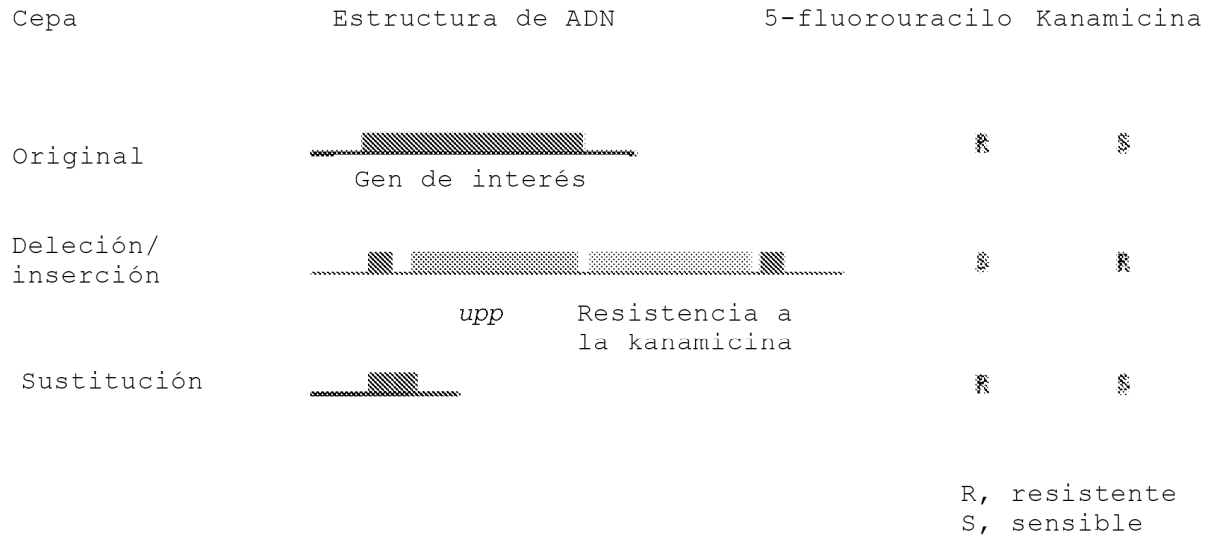 Cepa Estructura de ADN 5-fluorouracilo Kanamicina
Original R S
Gen de interés
Deleción/
inserción S R
upp Resistencia a
la kanamicina
Sustitución R S
R, resistente
S, sensible